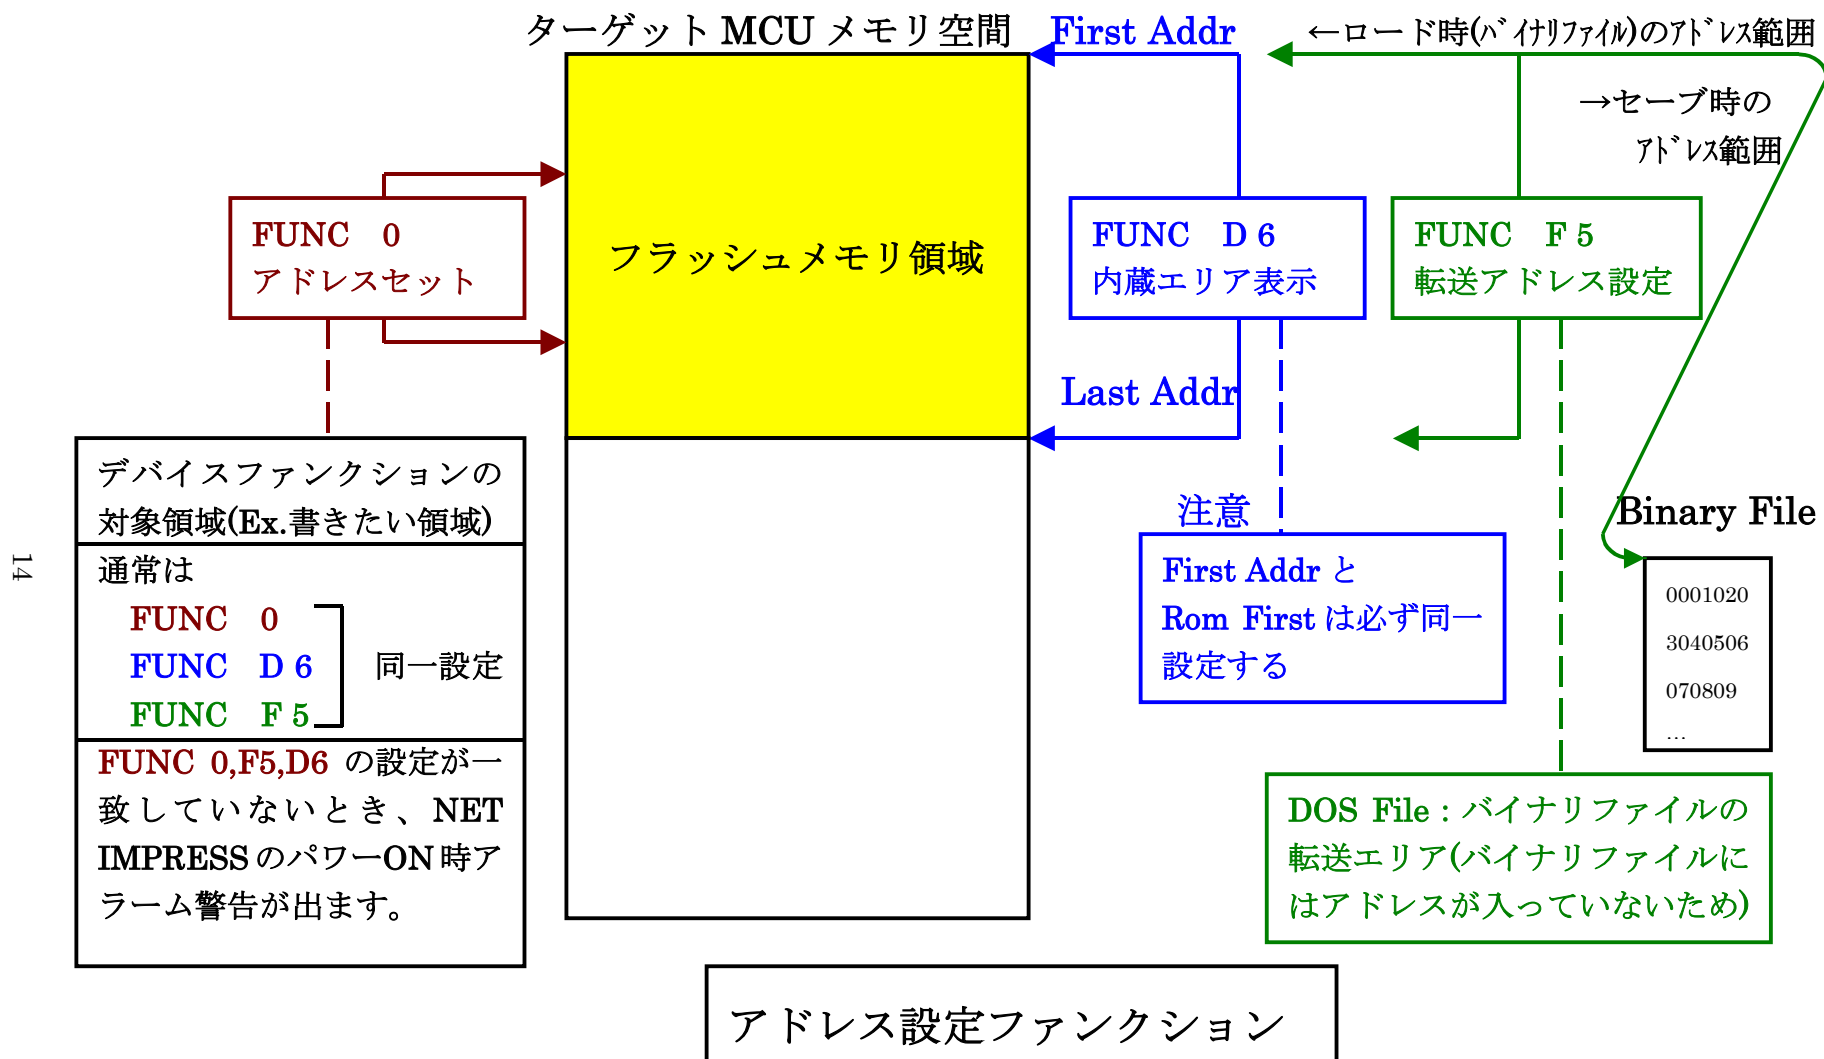 ターゲット MCU メモリ空間
First Addr
←ロード時(ﾊﾞｲﾅﾘﾌｧｲﾙ)のｱﾄﾞﾚｽ範囲
→セーブ時の
ｱﾄﾞﾚｽ範囲
FUNC 0
アドレスセット
フラッシュメモリ領域
FUNC D 6
内蔵エリア表示
FUNC F 5
転送アドレス設定
Last Addr
デバイスファンクションの
対象領域(Ex.書きたい領域)
通常は
FUNC 0
FUNC D 6
FUNC F 5
同一設定
FUNC 0,F5,D6 の設定が一
致していないとき、NET
IMPRESS のパワーON 時ア
ラーム警告が出ます。
注意
First Addr と
Rom First は必ず同一
設定する
Binary File
0001020
3040506
070809
…
DOS File : バイナリファイルの
転送エリア(バイナリファイルに
はアドレスが入っていないため)
アドレス設定ファンクション
14